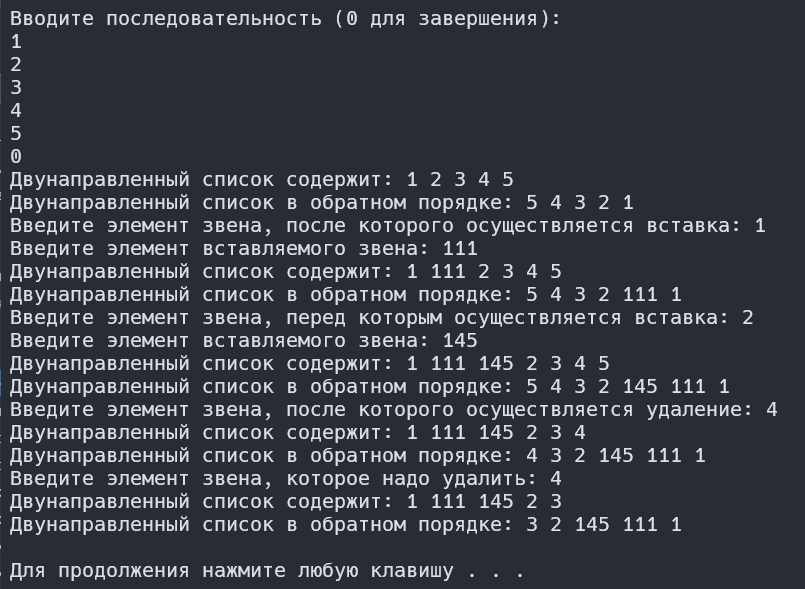 Вводите последовательность (0 для завершения):
1
2
3
4
5
0
Двунаправленный список содержит: 1 2 3 4 5
Двунаправленный список в обратном порядке: 5 4 3 2 1
Введите элемент звена, после которого осуществляется вставка: 1
Введите элемент вставляемого звена: 111
Двунаправленный список содержит: 1 111 2 3 4 5
Двунаправленный список в обратном порядке: 5 4 3 2 111 1
Введите элемент звена, перед которым осуществляется вставка: 2
Введите элемент вставляемого звена: 145
Двунаправленный список содержит: 1 111 145 2 3 4 5
Двунаправленный список в обратном порядке: 5 4 3 2 145 111 1
Введите элемент звена, после которого осуществляется удаление: 4
Двунаправленный список содержит: 1 111 145 2 3 4
Двунаправленный список в обратном порядке: 4 3 2 145 111 1
Введите элемент звена, которое надо удалить: 4
Двунаправленный список содержит: 1 111 145 2 3
Двунаправленный список в обратном порядке: 3 2 145 111 1
Для продолжения нажмите любую клавишу . . .